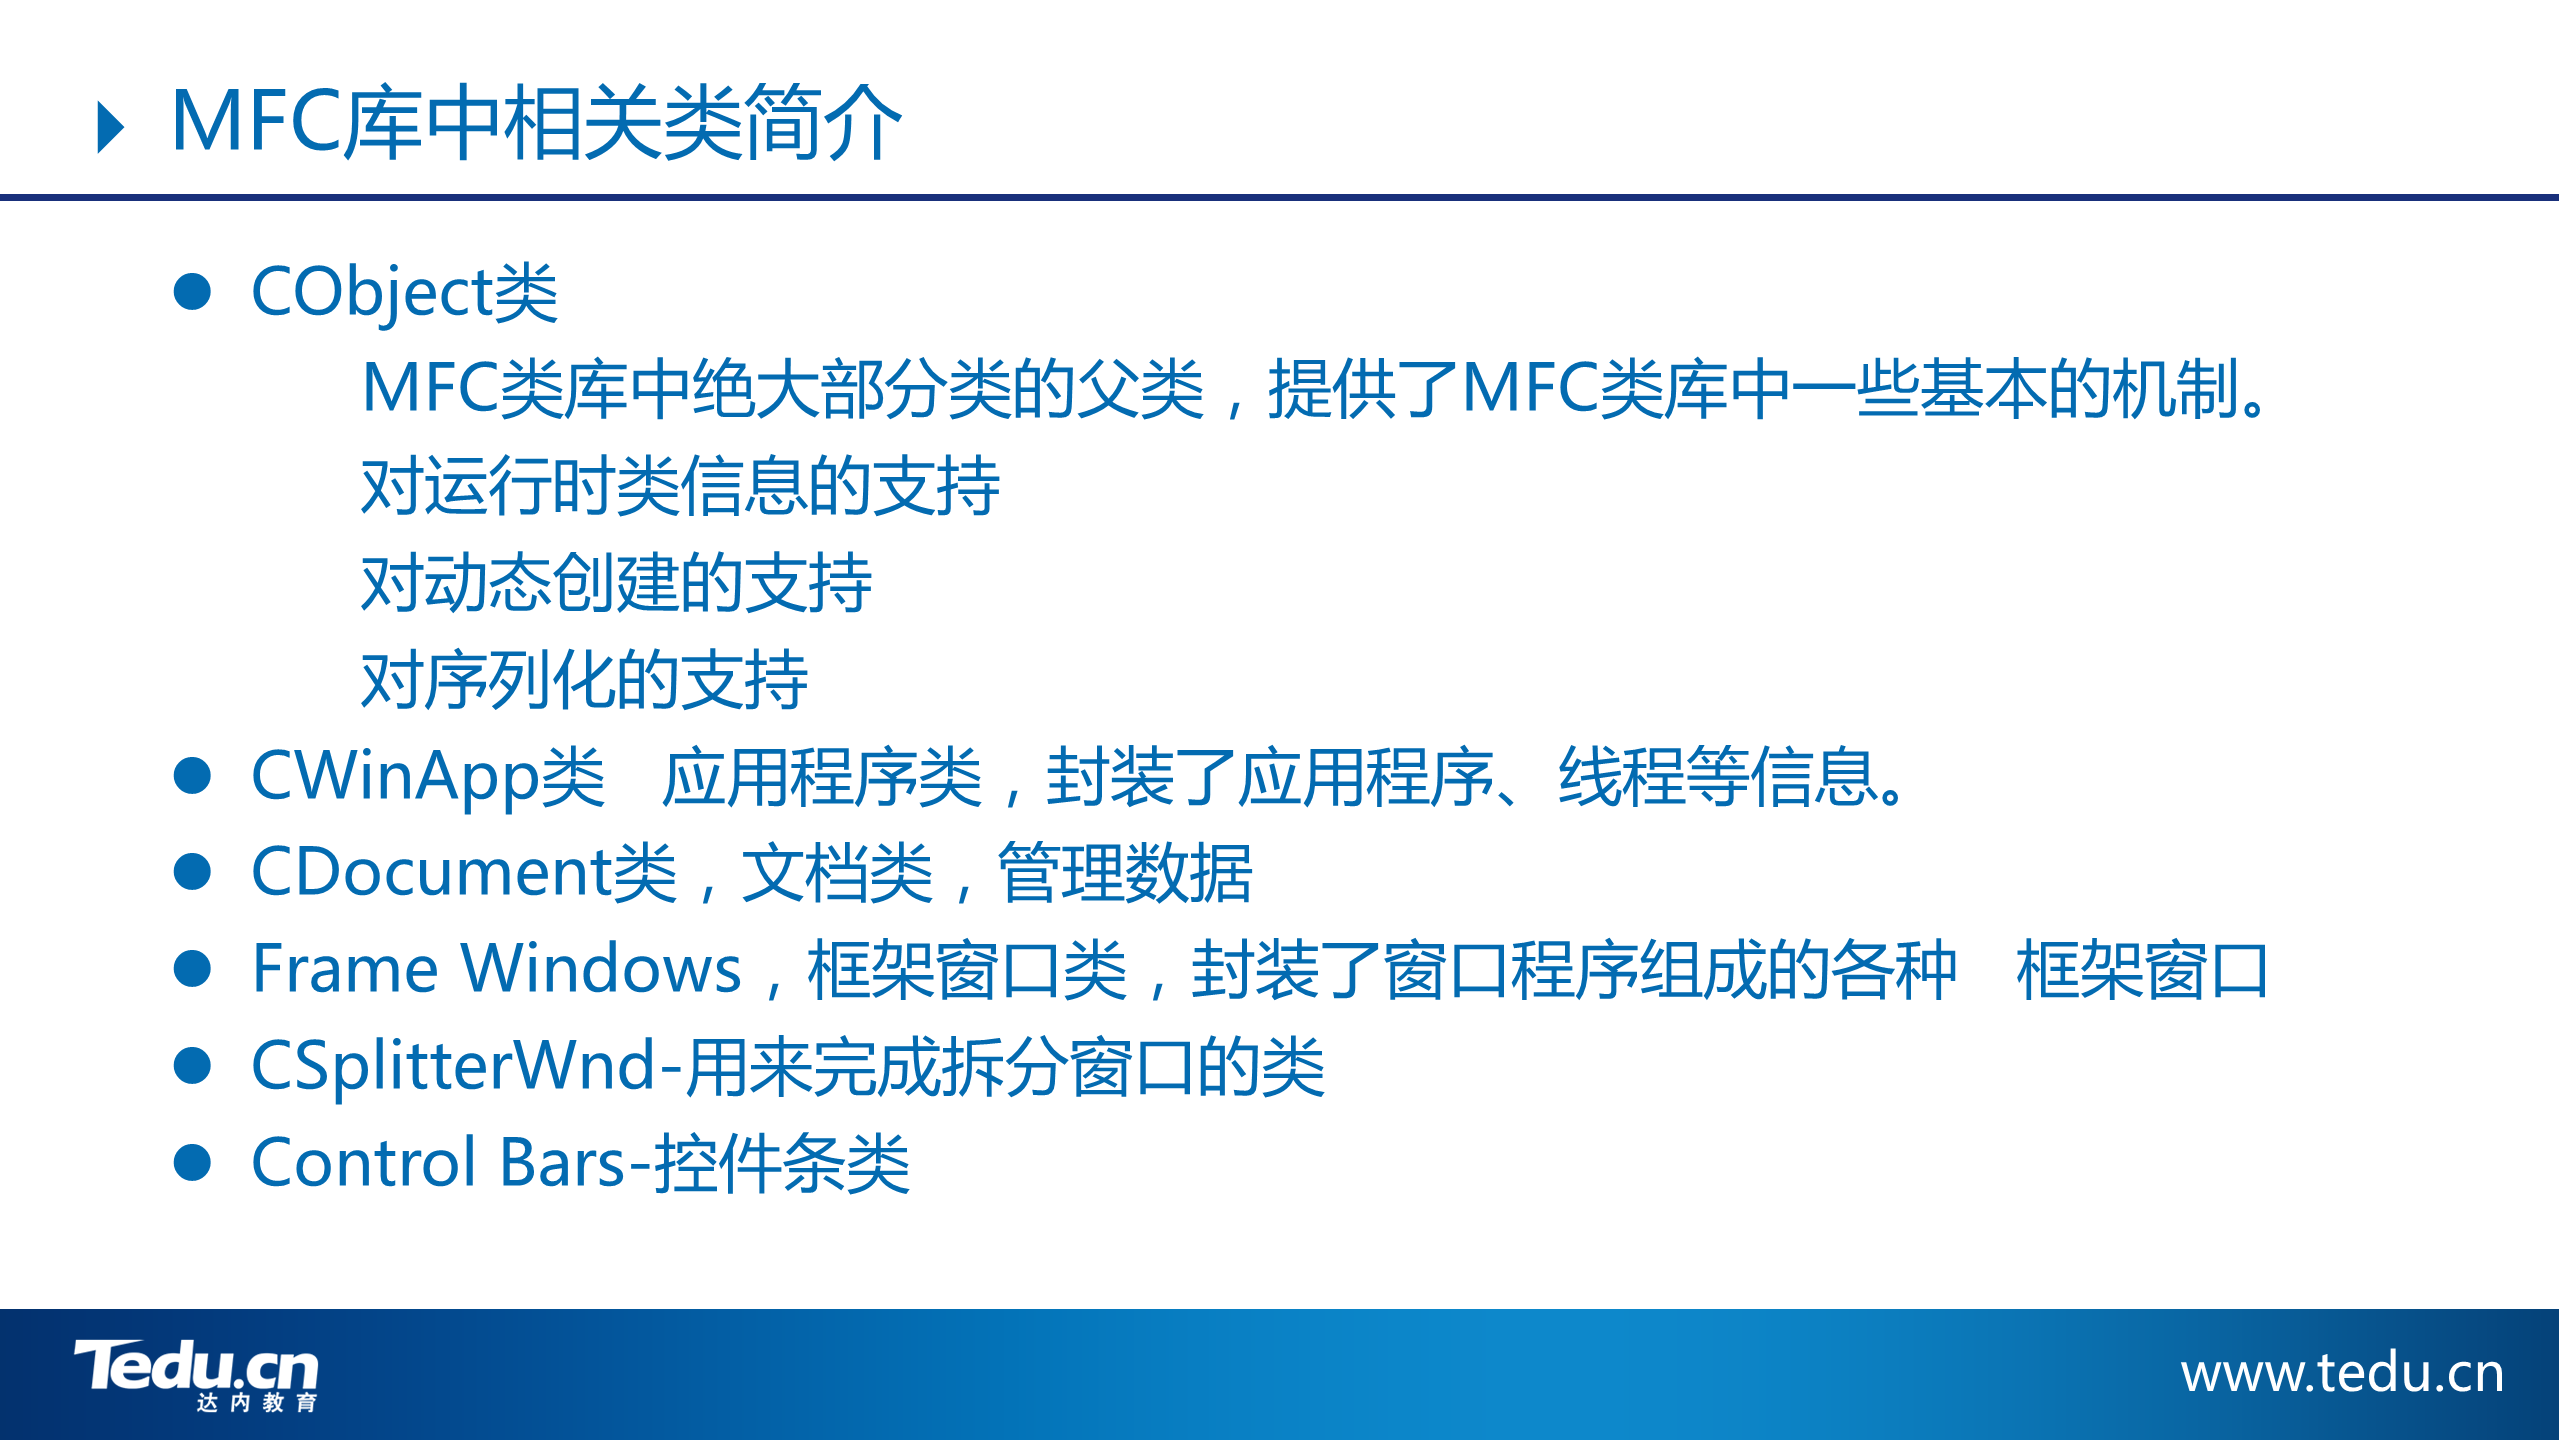 MFC库中相关类简介
CObject类
MFC类库中绝大部分类的父类，提供了MFC类库中一些基本的机制。
对运行时类信息的支持
对动态创建的支持
对序列化的支持
CWinApp类　应用程序类，封装了应用程序、线程等信息。
CDocument类，文档类，管理数据
Frame Windows，框架窗口类，封装了窗口程序组成的各种　框架窗口
CSplitterWnd-用来完成拆分窗口的类
Control Bars-控件条类
Tedu.cn
达内教育
www.tedu.cn